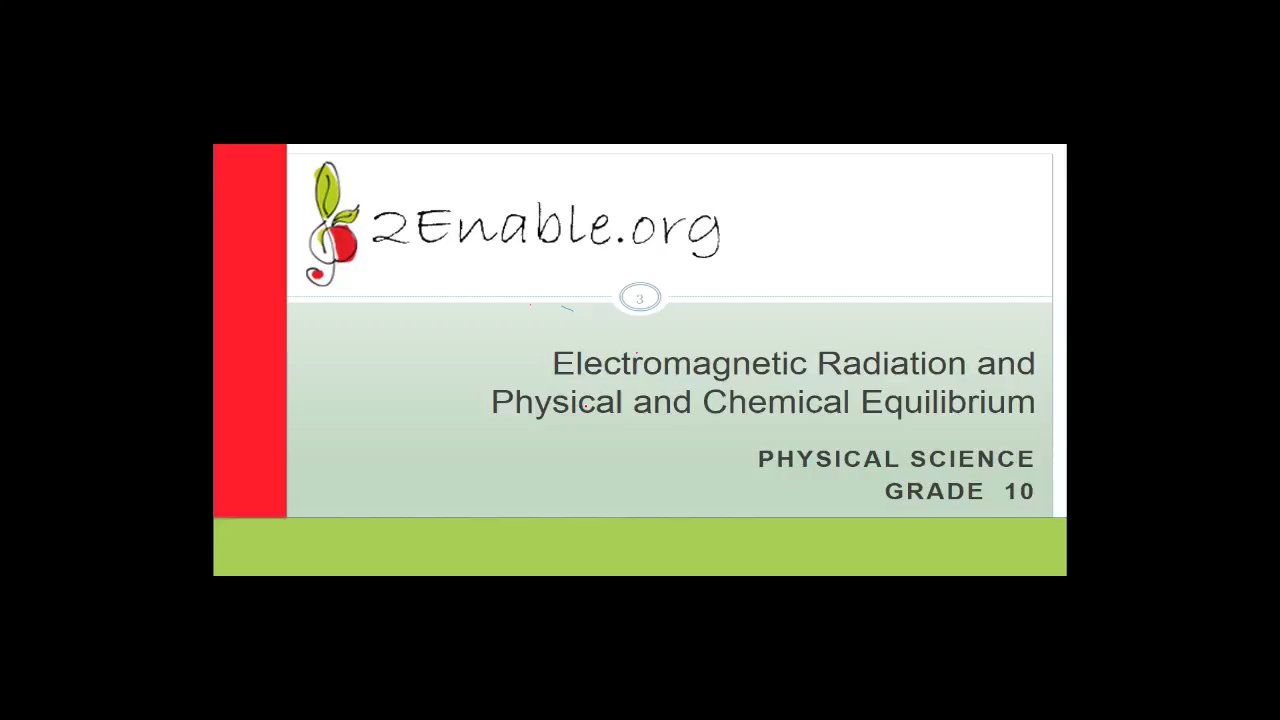 2Enable.org
3
Electromagnetic Radiation and
Physical and Chemical Equilibrium
PHYSICAL SCIENCE
GRADE 10